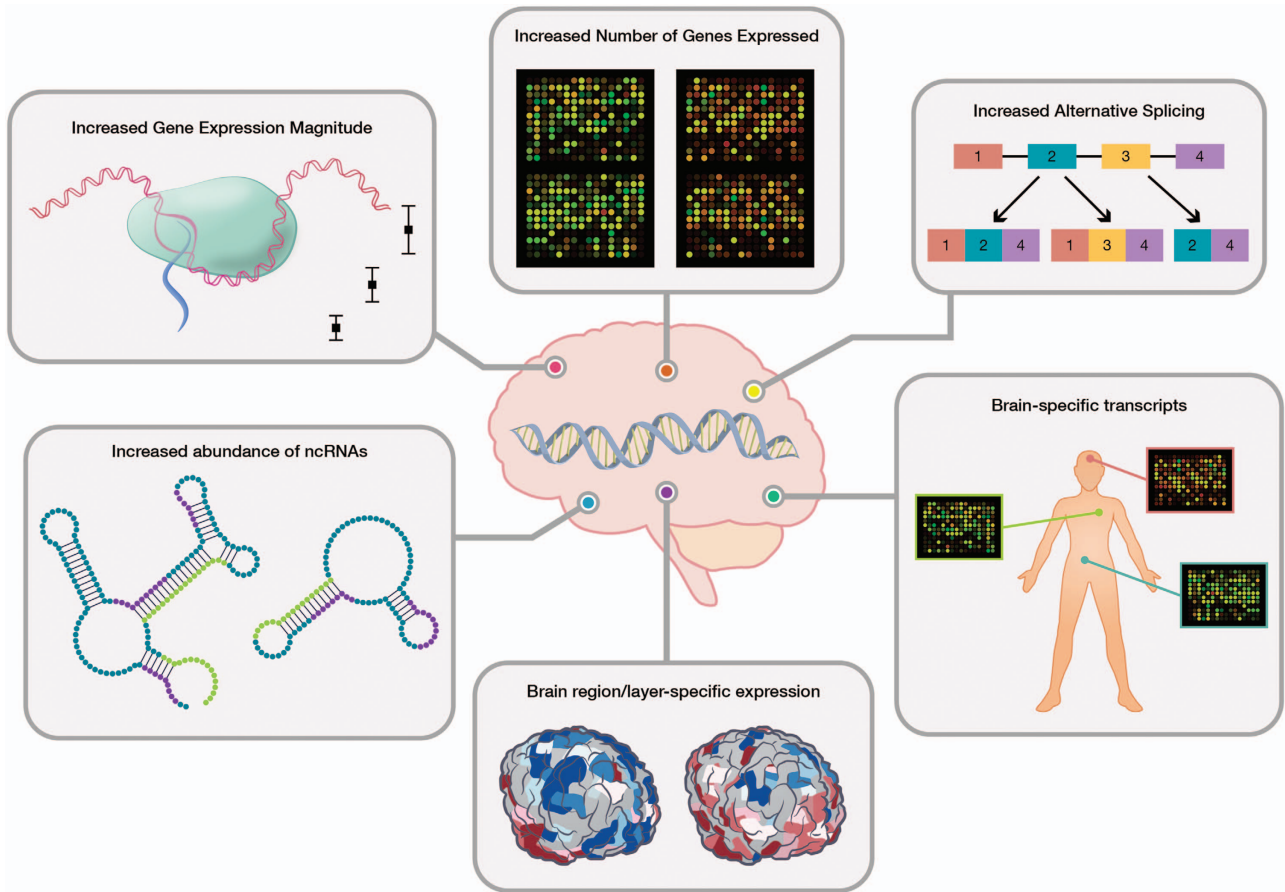 Increased Number of Genes Expressed
Increased Gene Expression Magnitude
Increased Alternative Splicing
1 2 3 4
1 2 4 1 3 4 2 4
Increased abundance of ncRNAs
Brain-specific transcripts
Brain region/layer-specific expression